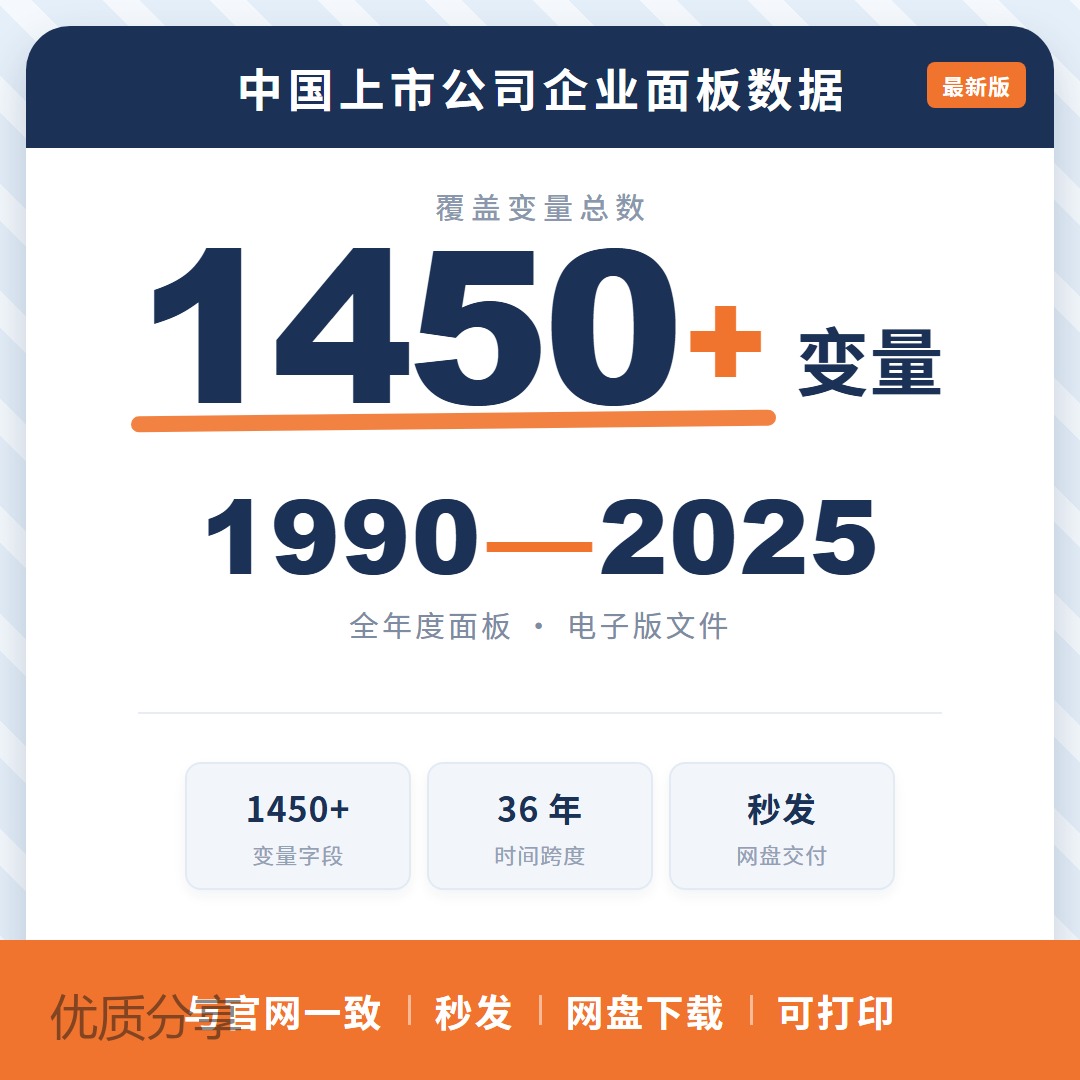 中国上市公司企业面板数据
最新版
覆盖变量总数
1450+ 变量
1990—2025
全年度面板 · 电子版文件
1450+
变量字段
36 年
时间跨度
秒发
网盘交付
与官网一致 | 秒发 | 网盘下载 | 可打印
优质分享